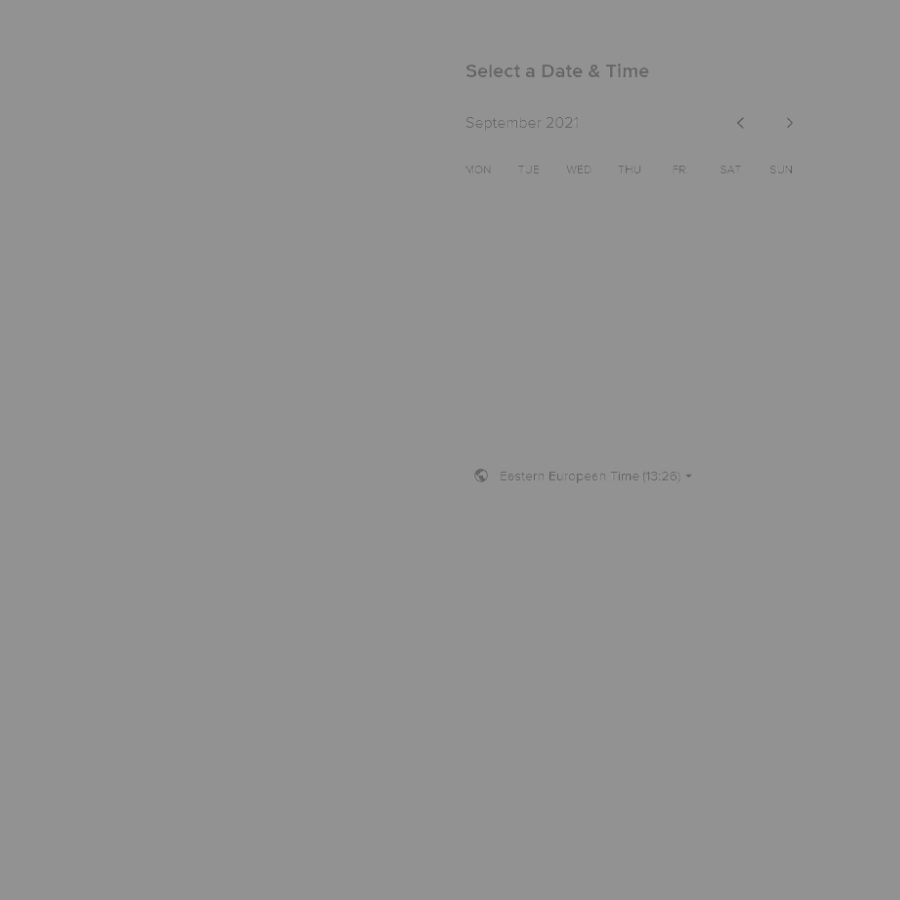 Select a Date & Time
September 2021
MON TUE WED THU FRI SAT SUN
Eastern European Time (13:26)